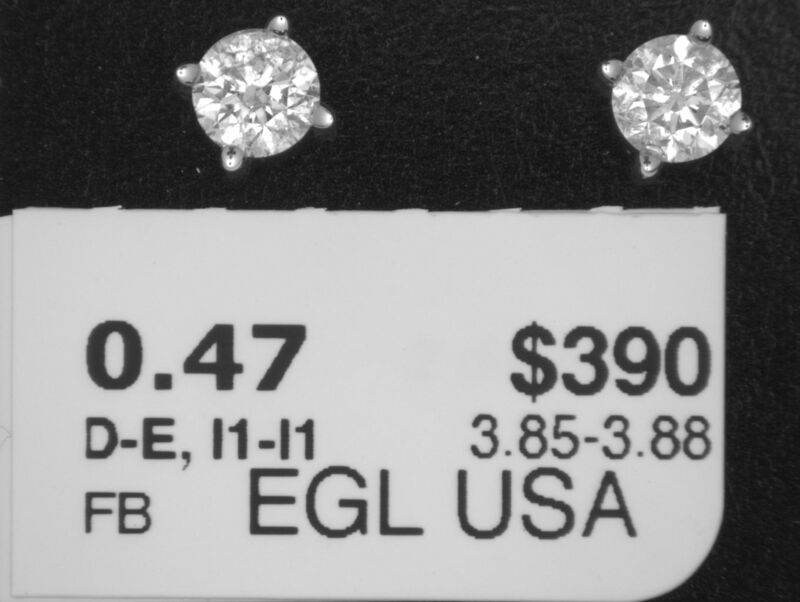 0.47 $390
D-E, I1-I1 3.85-3.88
FB EGL USA